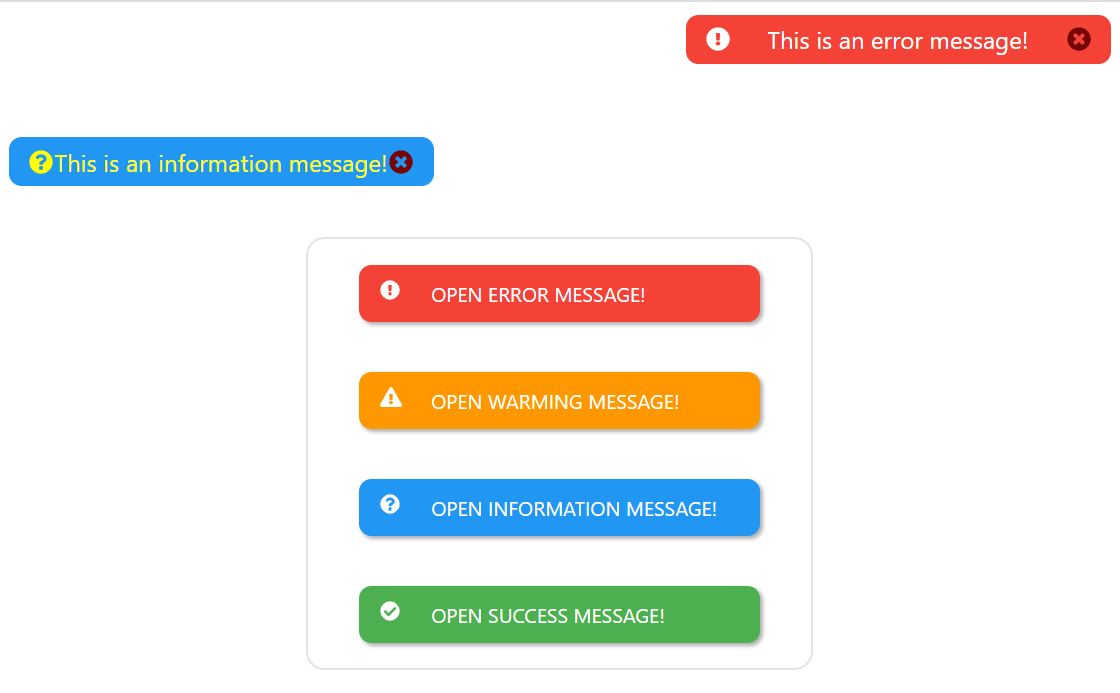 This is an error message!
This is an information message!
OPEN ERROR MESSAGE!
OPEN WARMING MESSAGE!
OPEN INFORMATION MESSAGE!
OPEN SUCCESS MESSAGE!